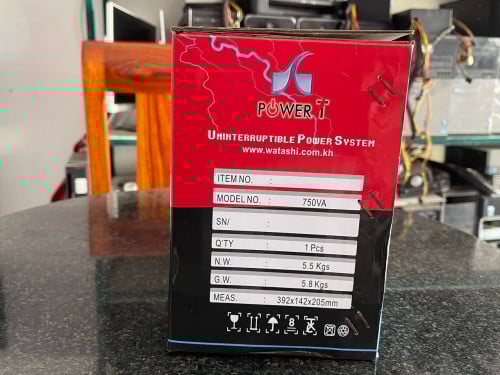 POWER T
UNINTERRUPTIBLE POWER SYSTEM
www.watashi.com.kh
ITEM NO. :
MODEL NO. : 750VA
SN/ :
Q'TY : 1 Pcs
N.W. : 5.5 Kgs
G.W. : 5.8 Kgs
MEAS. : 392x142x205mm
8